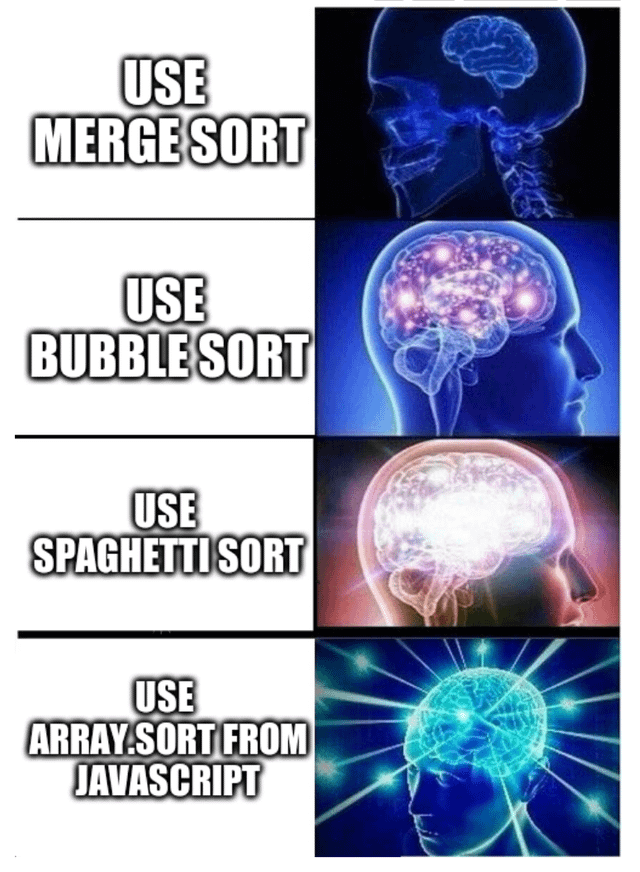 USE
MERGE SORT
USE
BUBBLE SORT
USE
SPAGHETTI SORT
USE
ARRAY.SORT FROM
JAVASCRIPT